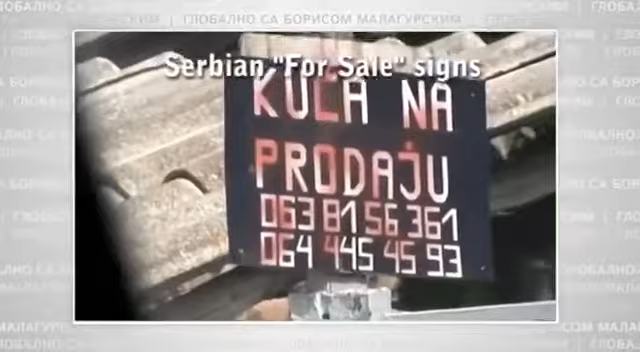 ГЛОБАЛНО СА БОРИСОМ МАЛАГУРСКИМ
Serbian "For Sale" signs
KUĆA NA
PRODAJU
063 81 56 361
064 445 45 93